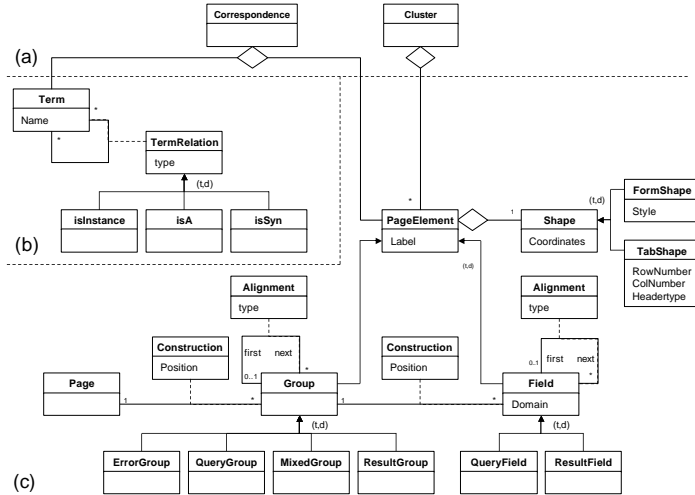 Correspondence
Cluster
(a)
Term
Name
*
*
TermRelation
type
(t,d)
isInstance
isA
isSyn
(b)
*
PageElement
Label
1
Shape
Coordinates
(t,d)
FormShape
Style
TabShape
RowNumber
ColNumber
Headertype
(t,d)
Alignment
type
Alignment
type
Construction
Position
first next
0..1 *
Construction
Position
first next
0..1 *
Page
1
*
Group
1
*
Field
Domain
(t,d)
(t,d)
ErrorGroup
QueryGroup
MixedGroup
ResultGroup
QueryField
ResultField
(c)